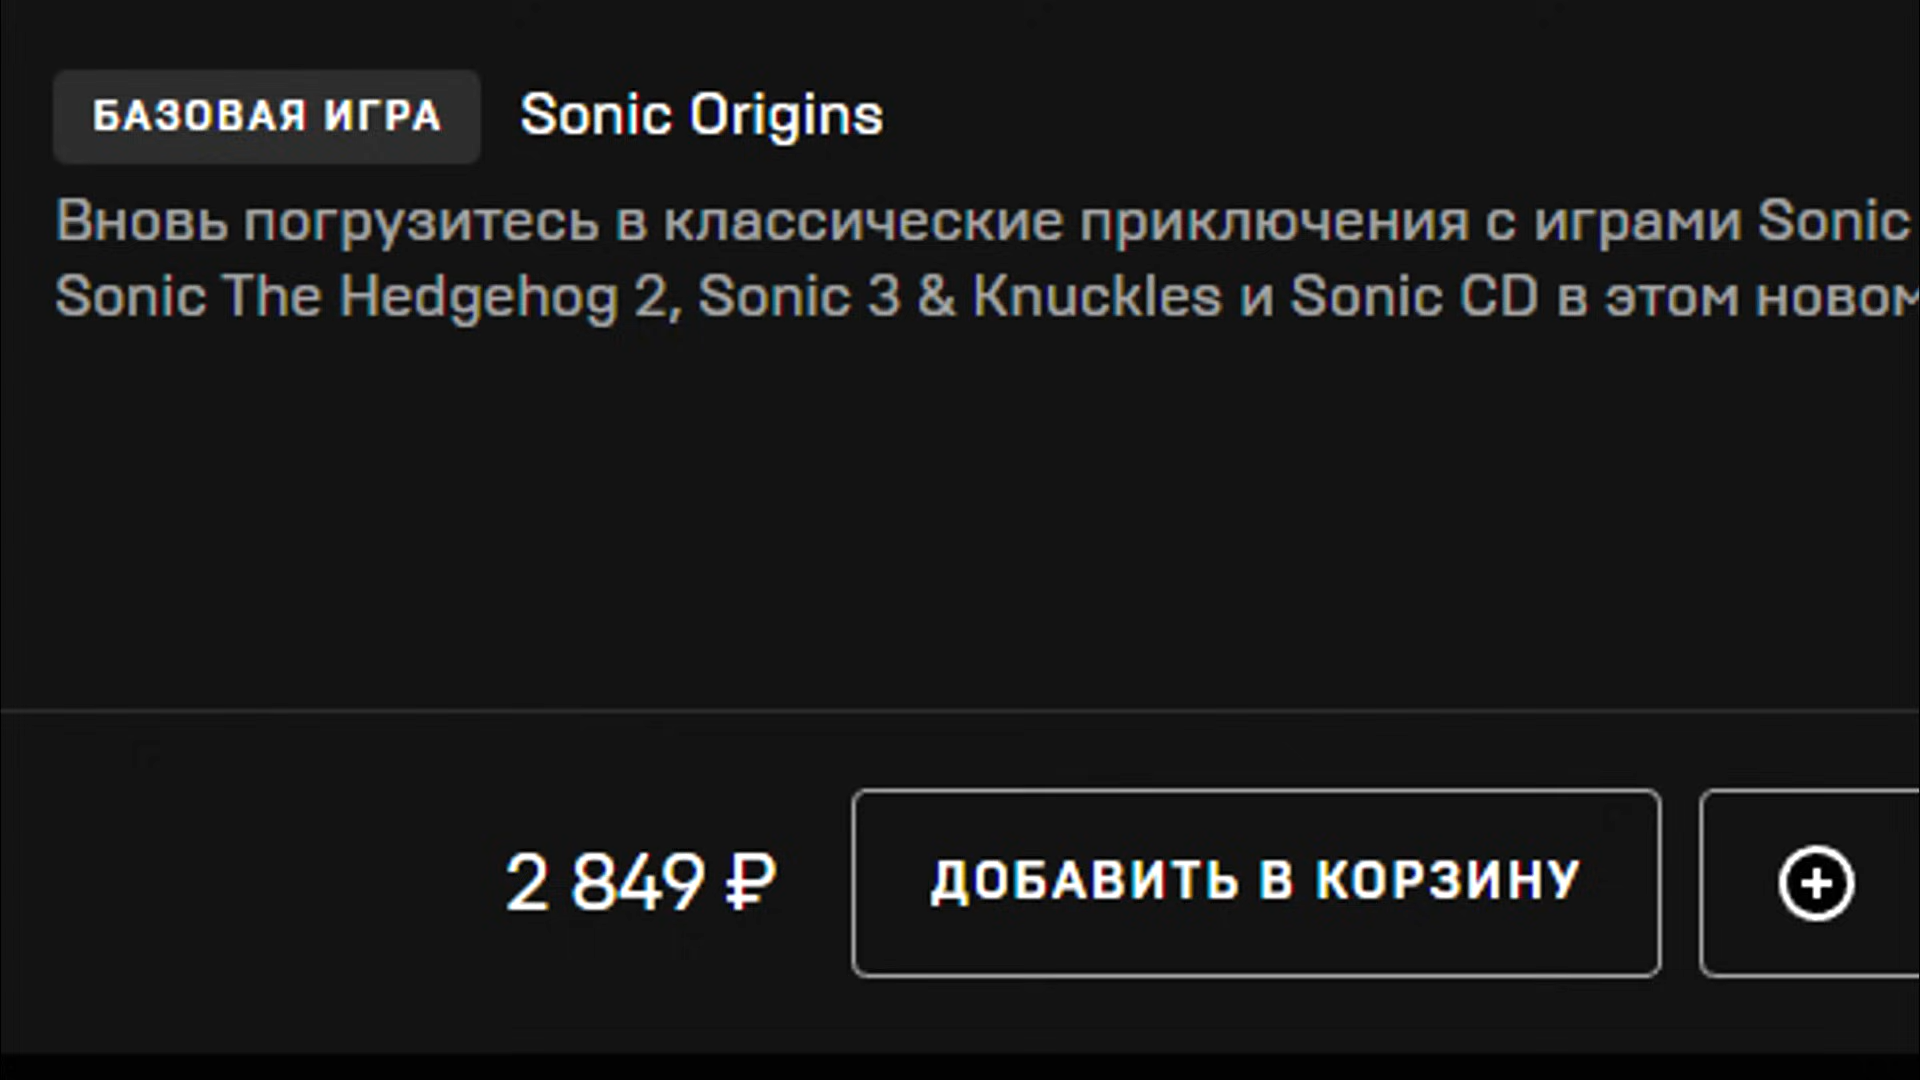 БАЗОВАЯ ИГРА Sonic Origins
Вновь погрузитесь в классические приключения с играми Sonic
Sonic The Hedgehog 2, Sonic 3 & Knuckles и Sonic CD в этом новом
2 849 ₽ ДОБАВИТЬ В КОРЗИНУ